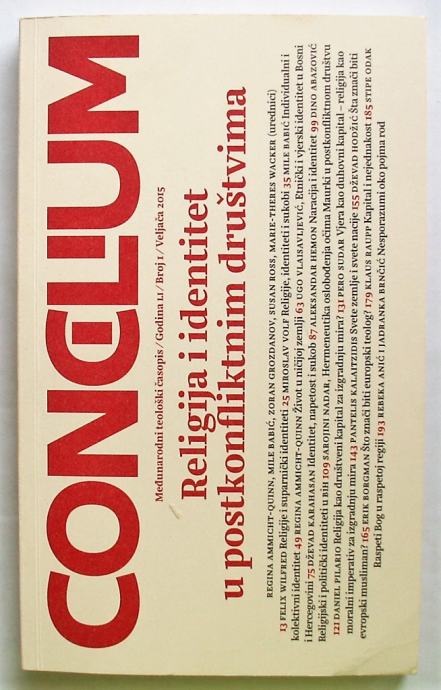 CONCILIUM
Međunarodni teološki časopis / Godina LI / Broj 1 / Veljača 2015
Religija i identitet
u postkonfliktnim društvima
REGINA AMMICHT-QUINN, MILE BABIĆ, ZORAN GROZDANOV, SUSAN ROSS, MARIE-THERES WACKER (urednici)
13 FELIX WILFRED Religije i suparnički identiteti 25 MIROSLAV VOLF Religije, identiteti i sukobi 35 MILE BABIĆ Individualni i
kolektivni identitet 49 REGINA AMMICHT-QUINN Život u ničijoj zemlji 63 UGO VLAISAVLJEVIĆ, Etnički i vjerski identitet u Bosni
i Hercegovini 75 DŽEVAD KARAHASAN Identitet, napetost i sukob 87 ALEKSANDAR HEMON Naracija i identitet 99 DINO ABAZOVIĆ
Religijski i politički identiteti u BIH 109 SAROJINI NADAR, Hermeneutika oslobođenja očima Maurki u postkonfliktnom društvu
121 DANIEL PILARIO Religija kao društveni kapital za izgradnju mira? 131 PERO SUDAR Vjera kao duhovni kapital – religija kao
moralni imperativ za izgradnju mira 143 PANTELIS KALAITZIDIS Svete zemlje i svete nacije 155 DŽEVAD HODŽIĆ Šta znači biti
evropski musliman? 165 ERIK BORGMAN Što znači biti europski teolog? 179 KLAUS RAUPP Kapital i nejednakost 185 STIPE ODAK
Raspeti Bog u raspetoj regiji 193 REBEKA ANIĆ I JADRANKA BRNČIĆ Nesporazumi oko pojma rod